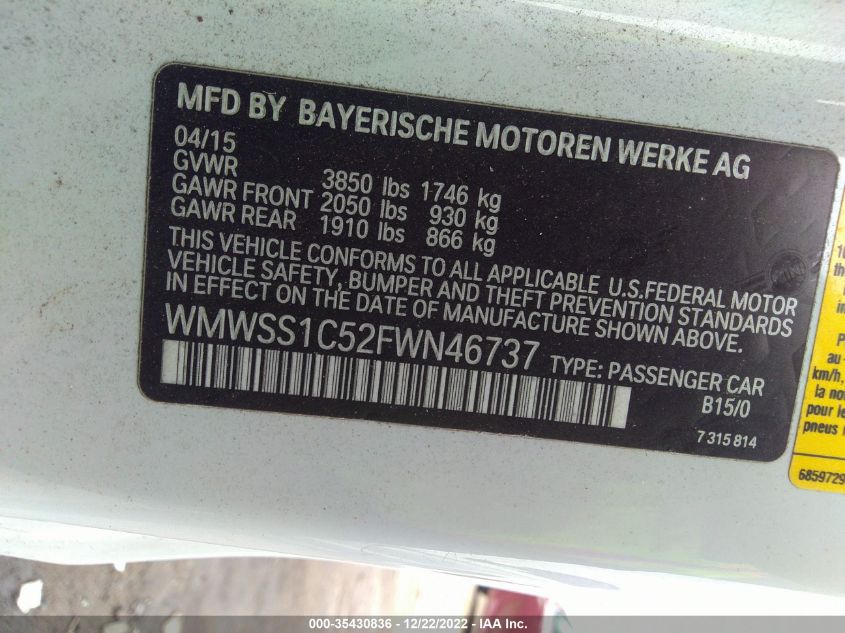 MFD BY BAYERISCHE MOTOREN WERKE AG
04/15
GVWR 3850 lbs 1746 kg
GAWR FRONT 2050 lbs 930 kg
GAWR REAR 1910 lbs 866 kg
THIS VEHICLE CONFORMS TO ALL APPLICABLE U.S.FEDERAL MOTOR
VEHICLE SAFETY, BUMPER AND THEFT PREVENTION STANDARDS
IN EFFECT ON THE DATE OF MANUFACTURE SHOWN ABOVE.
WMWSS1C52FWN46737 TYPE: PASSENGER CAR
B15/0
7 315 814
au
km/h,
la nou
pour le
pneus
6859729
000-35430836 - 12/22/2022 - IAA Inc.